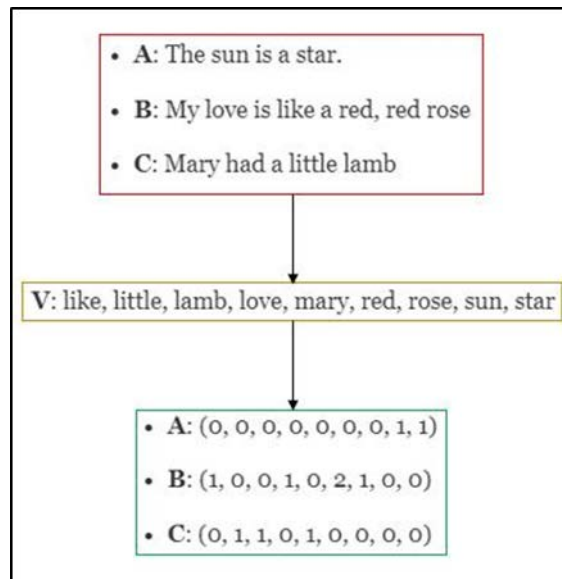 • A: The sun is a star.
• B: My love is like a red, red rose
• C: Mary had a little lamb
V: like, little, lamb, love, mary, red, rose, sun, star
• A: (0, 0, 0, 0, 0, 0, 0, 1, 1)
• B: (1, 0, 0, 1, 0, 2, 1, 0, 0)
• C: (0, 1, 1, 0, 1, 0, 0, 0, 0)